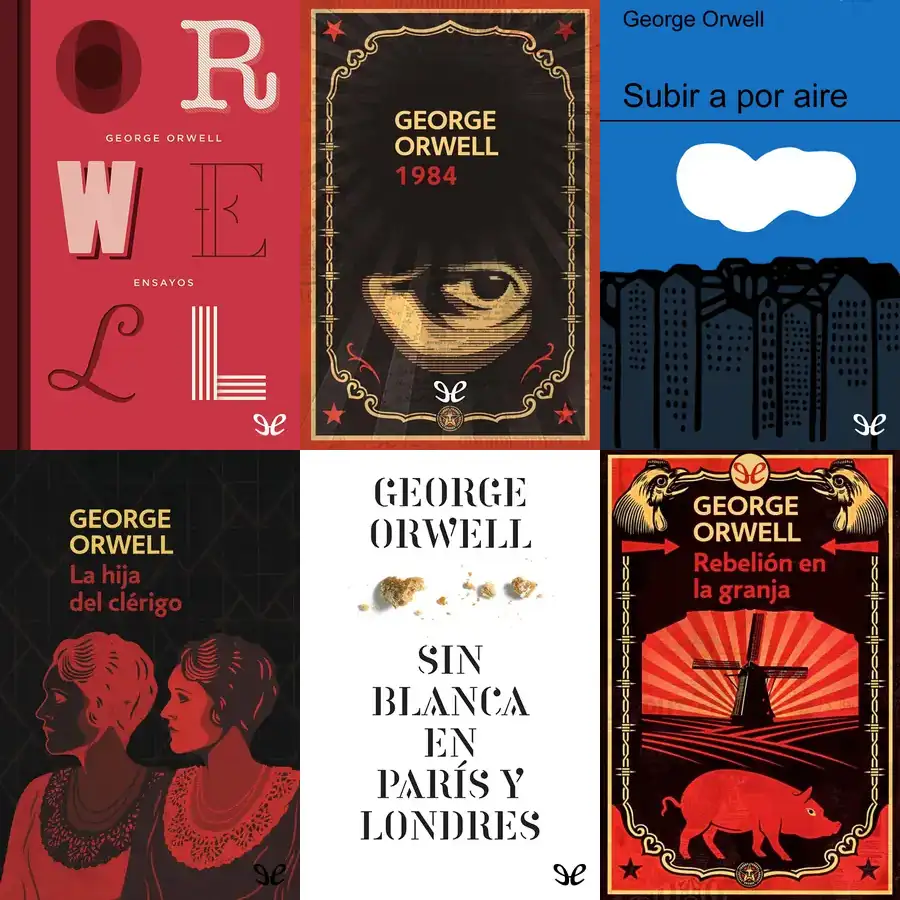 O R
GEORGE ORWELL
W E
ENSAYOS
L L
GEORGE
ORWELL
1984
George Orwell
Subir a por aire
GEORGE
ORWELL
La hija
del clérigo
GEORGE
ORWELL
SIN
BLANCA
EN
PARÍS Y
LONDRES
GEORGE
ORWELL
Rebelión en
la granja